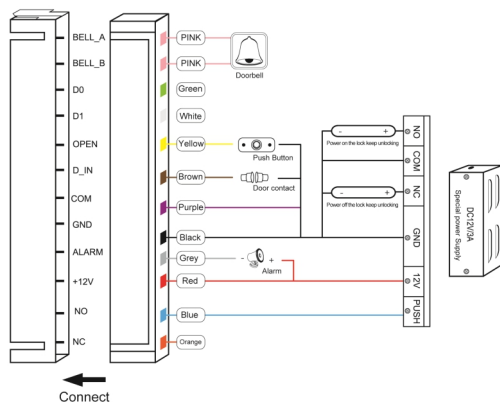 BELL_A
BELL_B
D0
D1
OPEN
D_IN
COM
GND
ALARM
+12V
NO
NC
PINK
PINK
Green
White
Yellow
Brown
Purple
Black
Grey
Red
Blue
Orange
Doorbell
Push Button
Door contact
- +
Alarm
- +
Power on the lock keep unlocking
- +
Power off the lock keep unlocking
NO
COM
NC
GND
12V
PUSH
DC12V/3A
Special power Supply
Connect